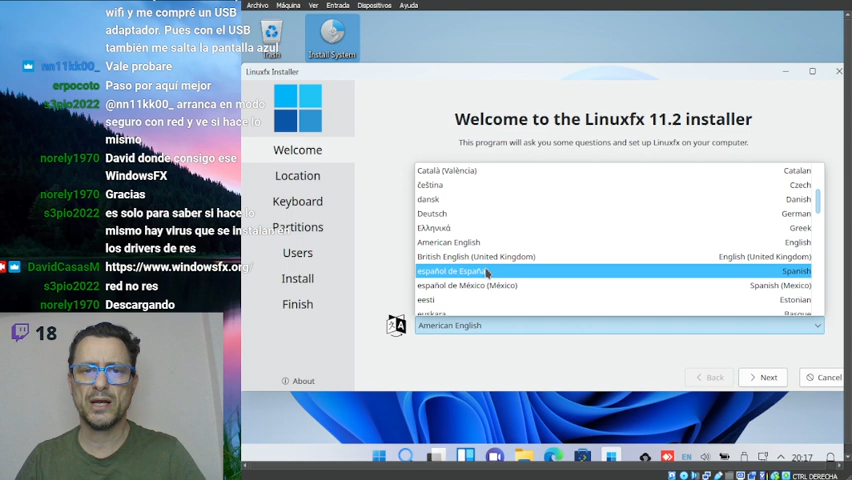 Archivo Máquina Ver Entrada Dispositivos Ayuda
wifi y me compré un USB
adaptador. Pues con el USB
también me salta la pantalla azul
nn11kk00_ Vale probare
erpocoto Paso por aquí mejor
s3pio2022 @nn11kk00_ arranca en modo
seguro con red y ve si hace lo
mismo
norely1970 David donde consigo ese
WindowsFX
norely1970 Gracias
s3pio2022 es solo para saber si hace lo
mismo hay virus que se instalan en
los drivers de res
DavidCasasM https://www.windowsfx.org/
s3pio2022 red no res
norely1970 Descargando
18
Trash
Install System
Linuxfx Installer
Welcome
Location
Keyboard
Partitions
Users
Install
Finish
About
Welcome to the Linuxfx 11.2 installer
This program will ask you some questions and set up Linuxfx on your computer.
Català (València) Catalan
čeština Czech
dansk Danish
Deutsch German
Ελληνικά Greek
American English English
British English (United Kingdom) English (United Kingdom)
español de España Spanish
español de México (México) Spanish (Mexico)
eesti Estonian
euskara Basque
American English
Back Next Cancel
EN 20:17
CTRL DERECHA